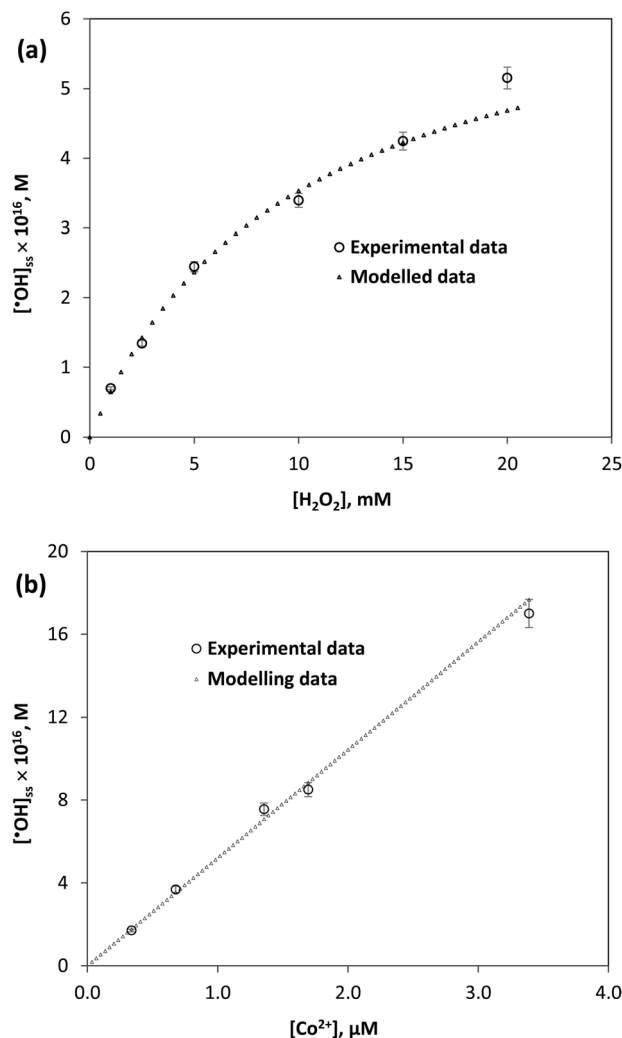 (a)
6
5
4
3
2
1
0
[•OH]ss × 10¹⁶, M
Experimental data
Modelled data
0 5 10 15 20 25
[H₂O₂], mM
(b)
20
16
12
8
4
0
[•OH]ss × 10¹⁶, M
Experimental data
Modelling data
0.0 1.0 2.0 3.0 4.0
[Co²⁺], μM